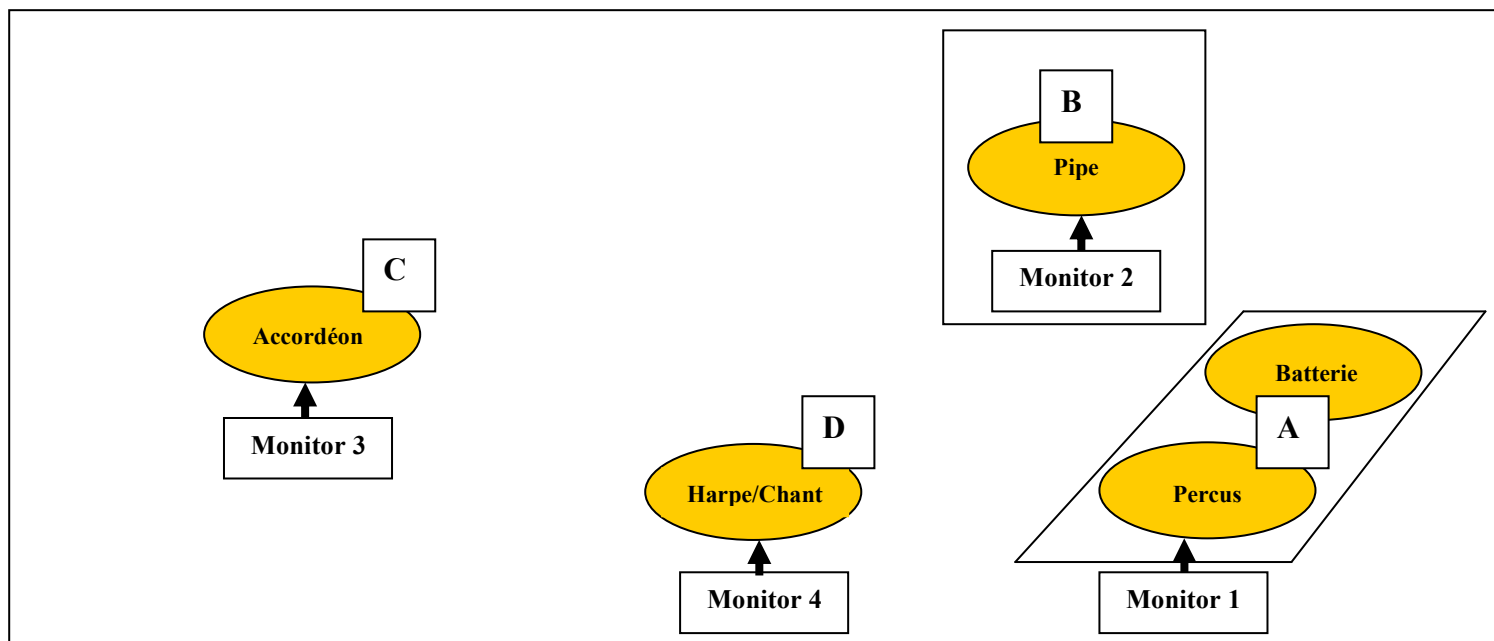 B
Pipe
Monitor 2
C
Accordéon
Monitor 3
Batterie
A
Percus
Monitor 1
D
Harpe/Chant
Monitor 4